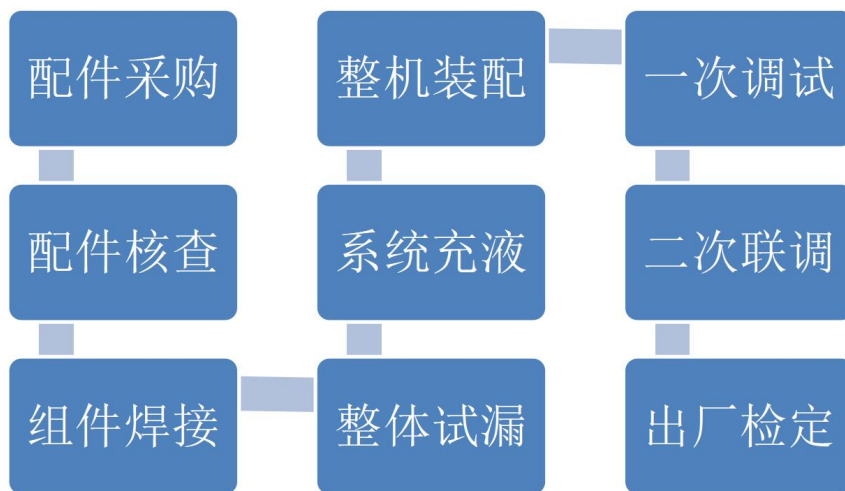 配件采购
配件核查
组件焊接
整体试漏
系统充液
整机装配
一次调试
二次联调
出厂检定